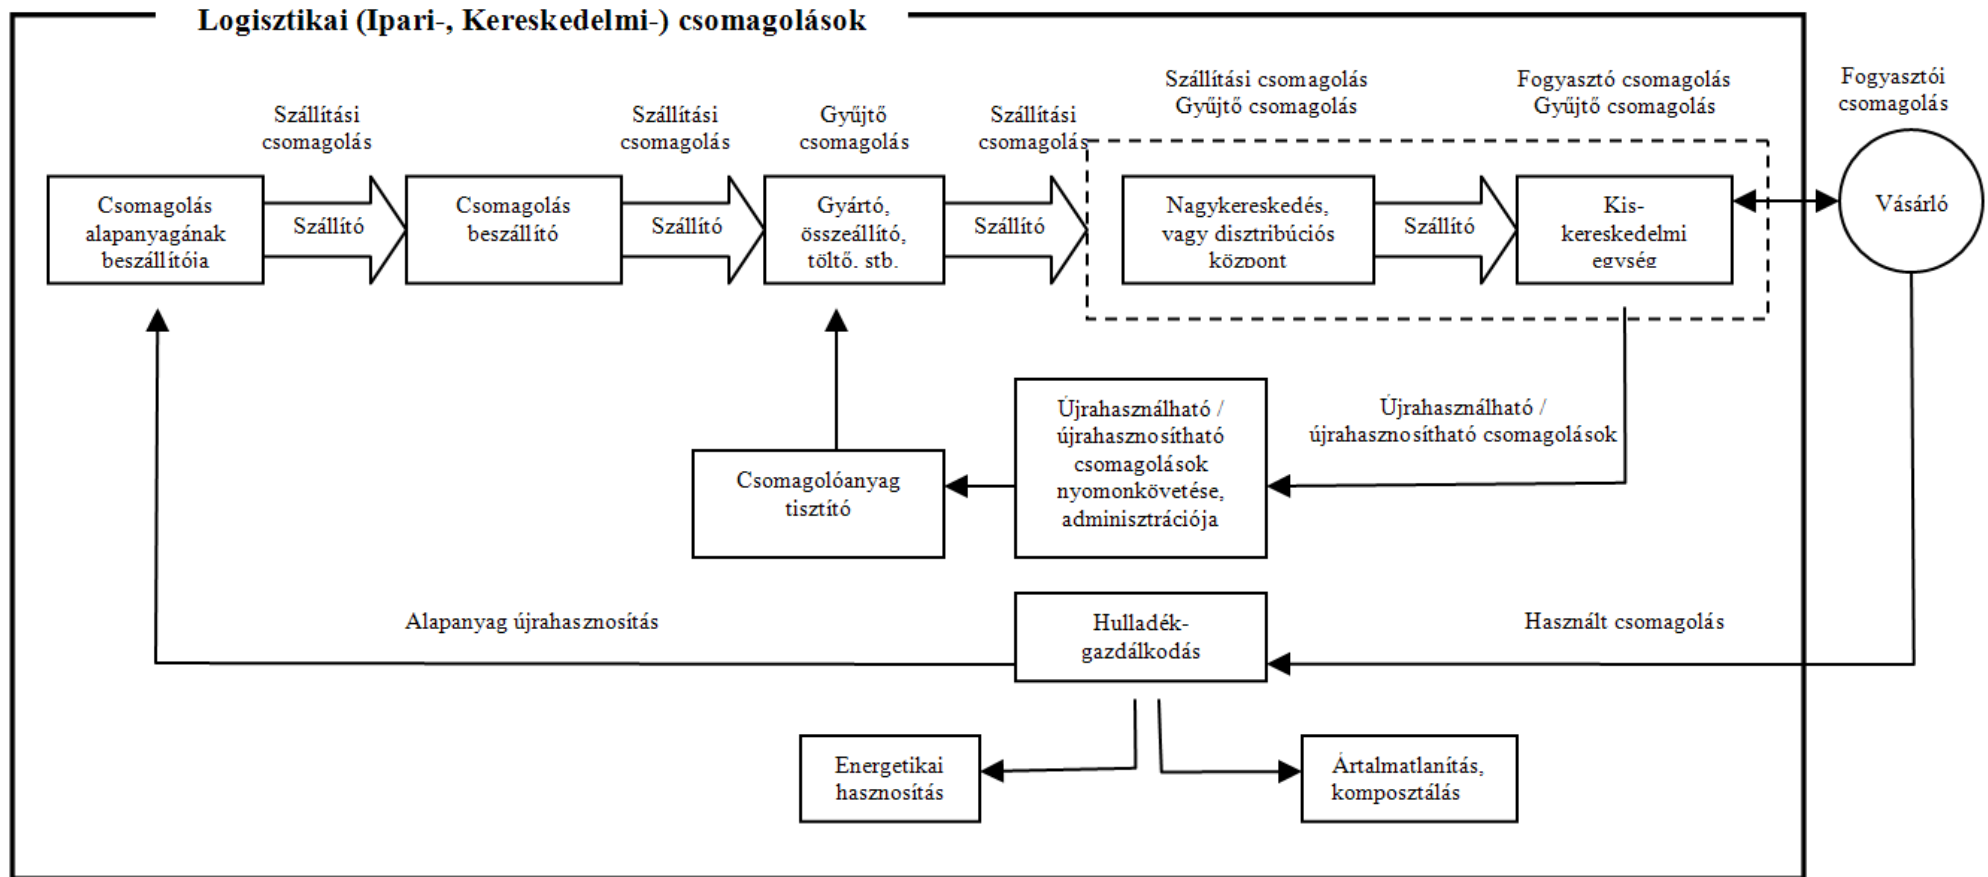 Logisztikai (Ipari-, Kereskedelmi-) csomagolások
Szállítási
csomagolás
Szállítási
csomagolás
Gyűjtő
csomagolás
Szállítási
csomagolás
Szállítási csomagolás
Gyűjtő csomagolás
Fogyasztó csomagolás
Gyűjtő csomagolás
Fogyasztói
csomagolás
Csomagolás
alapanyagának
beszállítója
Szállító
Csomagolás
beszállító
Szállító
Gyártó,
összeállító,
töltő, stb.
Szállító
Nagykereskedés,
vagy disztribúciós
központ
Szállító
Kis-
kereskedelmi
egység
Vásárló
Újrahasználható /
újrahasznosítható
csomagolások
nyomonkövetése,
adminisztrációja
Újrahasználható /
újrahasznosítható csomagolások
Csomagolóanyag
tisztító
Alapanyag újrahasznosítás
Hulladék-
gazdálkodás
Használt csomagolás
Energetikai
hasznosítás
Ártalmatlanítás,
komposztálás